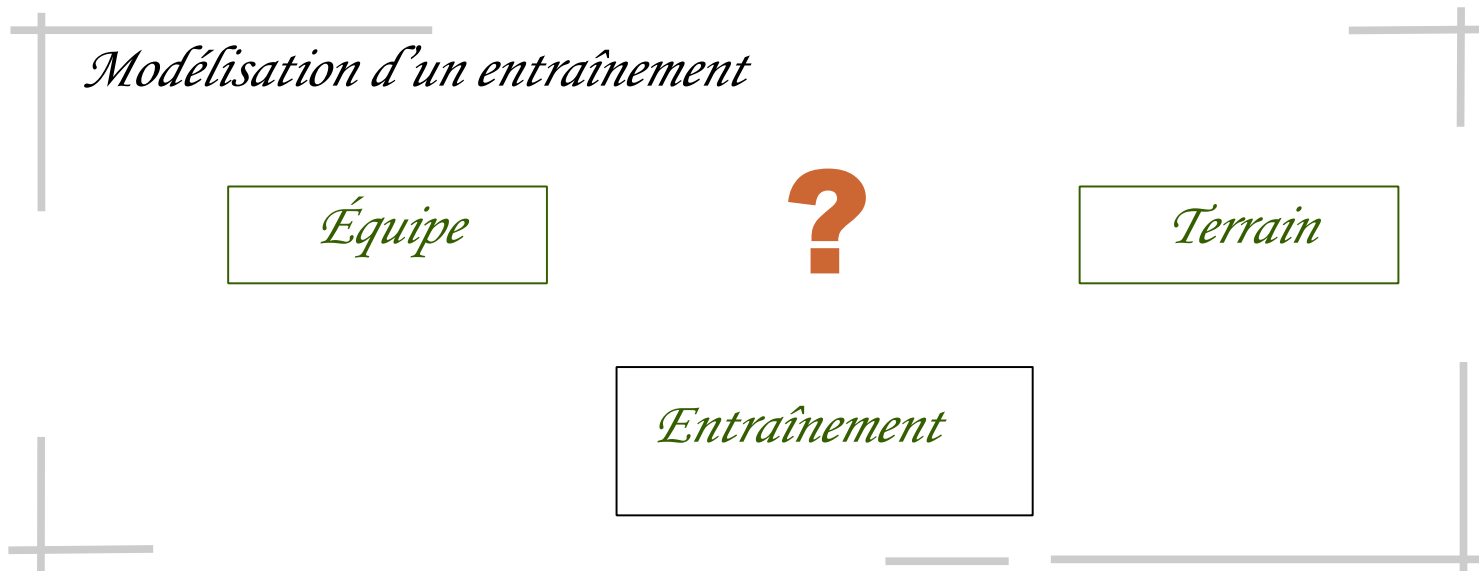 Modélisation d’un entraînement
Équipe
?
Terrain
Entraînement